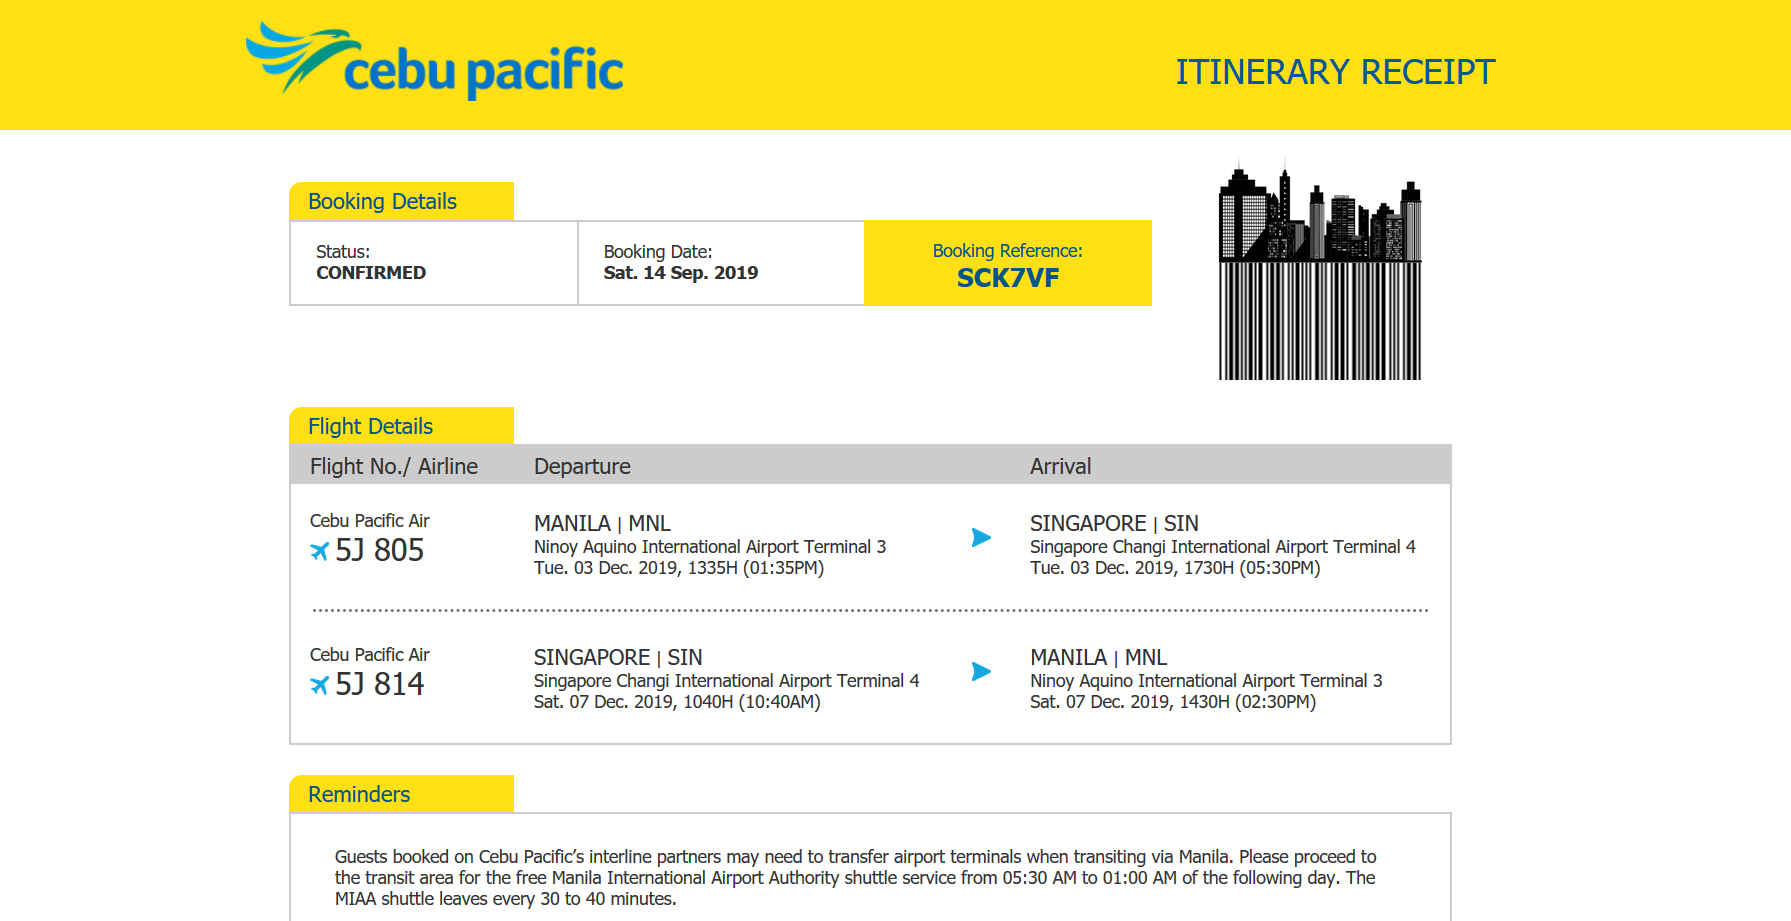 cebu pacific
ITINERARY RECEIPT
Booking Details
Status:
CONFIRMED
Booking Date:
Sat. 14 Sep. 2019
Booking Reference:
SCK7VF
Flight Details
Flight No./ Airline Departure Arrival
Cebu Pacific Air
5J 805
MANILA | MNL
Ninoy Aquino International Airport Terminal 3
Tue. 03 Dec. 2019, 1335H (01:35PM)
SINGAPORE | SIN
Singapore Changi International Airport Terminal 4
Tue. 03 Dec. 2019, 1730H (05:30PM)
Cebu Pacific Air
5J 814
SINGAPORE | SIN
Singapore Changi International Airport Terminal 4
Sat. 07 Dec. 2019, 1040H (10:40AM)
MANILA | MNL
Ninoy Aquino International Airport Terminal 3
Sat. 07 Dec. 2019, 1430H (02:30PM)
Reminders
Guests booked on Cebu Pacific’s interline partners may need to transfer airport terminals when transiting via Manila. Please proceed to
the transit area for the free Manila International Airport Authority shuttle service from 05:30 AM to 01:00 AM of the following day. The
MIAA shuttle leaves every 30 to 40 minutes.